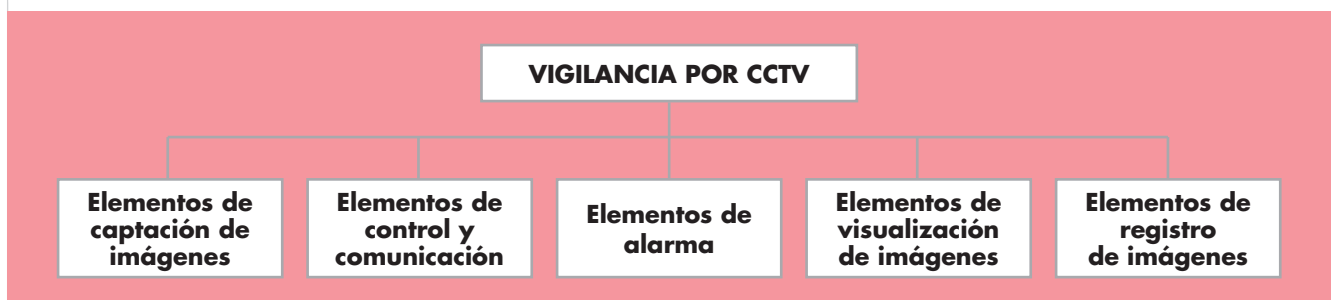 VIGILANCIA POR CCTV
Elementos de
captación de
imágenes
Elementos de
control y
comunicación
Elementos de
alarma
Elementos de
visualización
de imágenes
Elementos de
registro
de imágenes